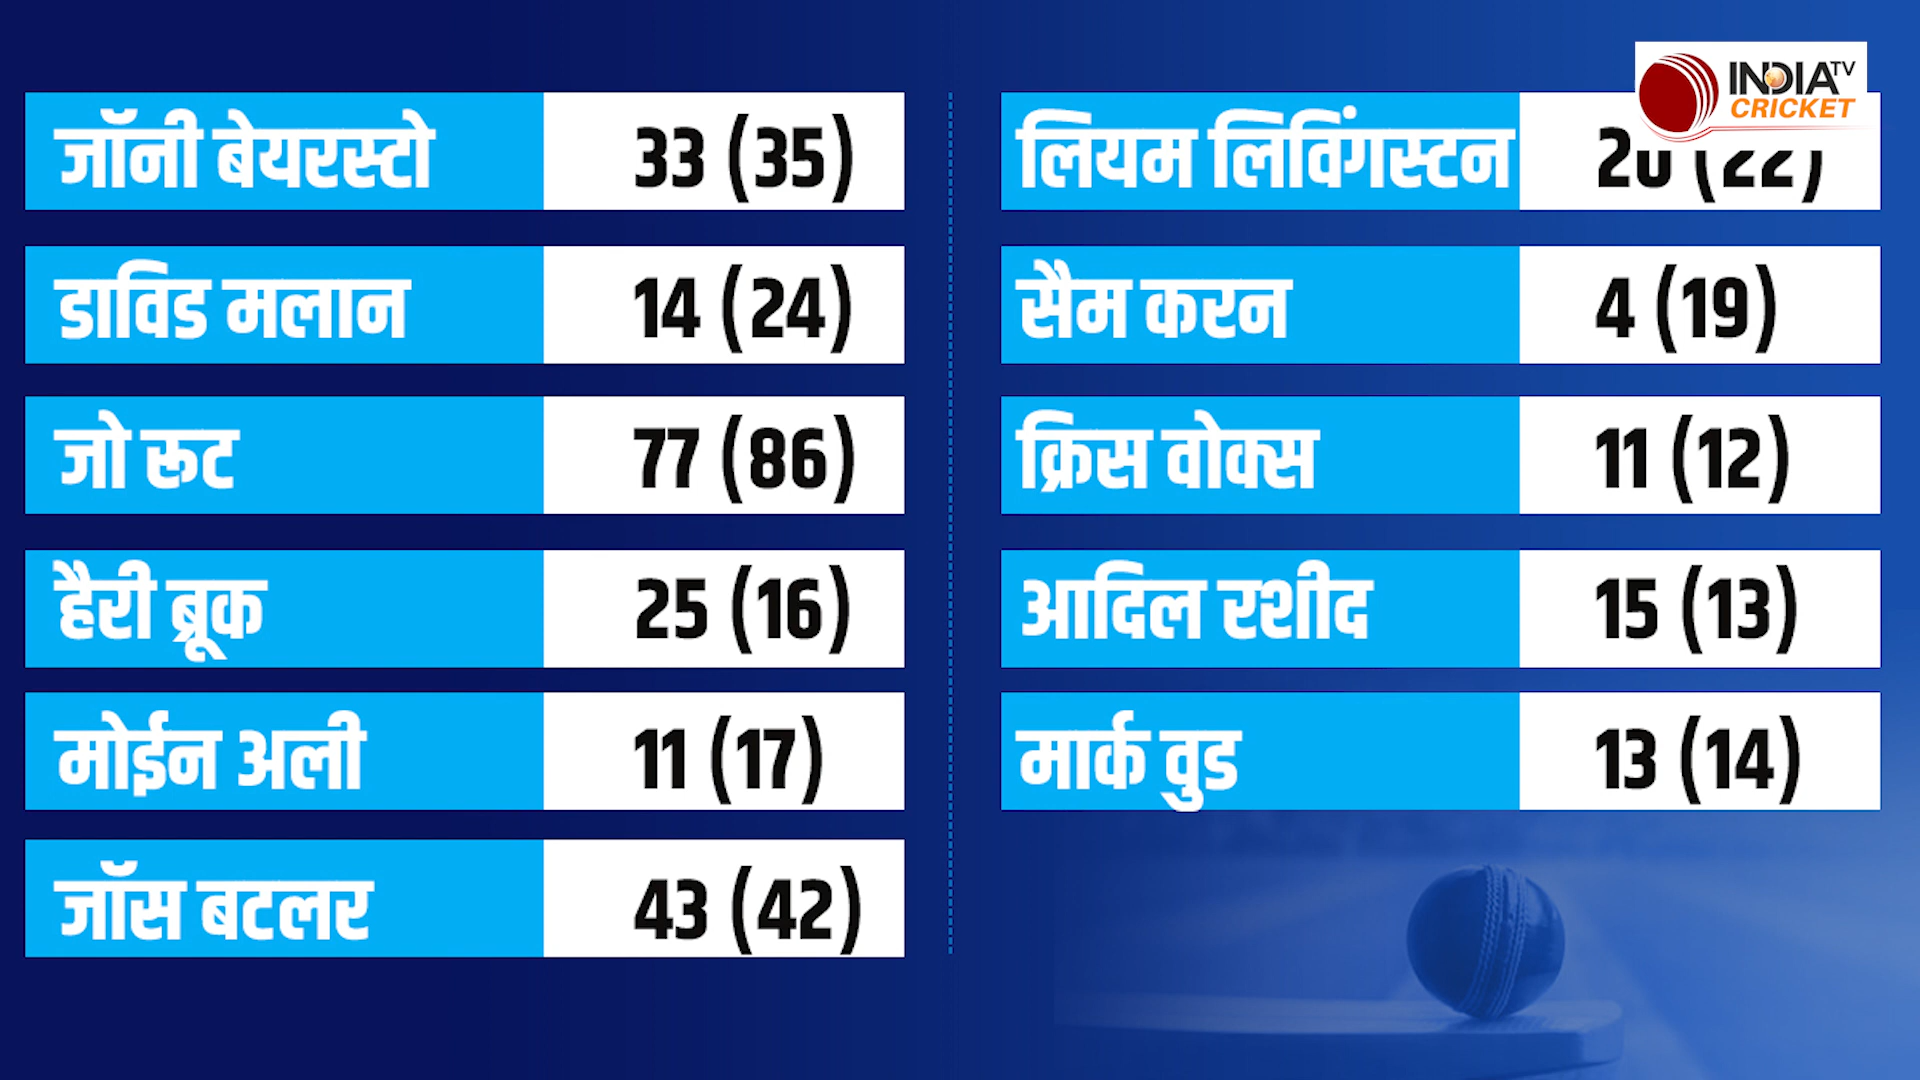 जॉनी बेयरस्टो 33 (35)
डाविड मलान 14 (24)
जो रूट 77 (86)
हैरी ब्रूक 25 (16)
मोईन अली 11 (17)
जॉस बटलर 43 (42)
INDIA TV
CRICKET
लियम लिविंगस्टन (22)
सैम करन 4 (19)
क्रिस वोक्स 11 (12)
आदिल रशीद 15 (13)
मार्क वुड 13 (14)